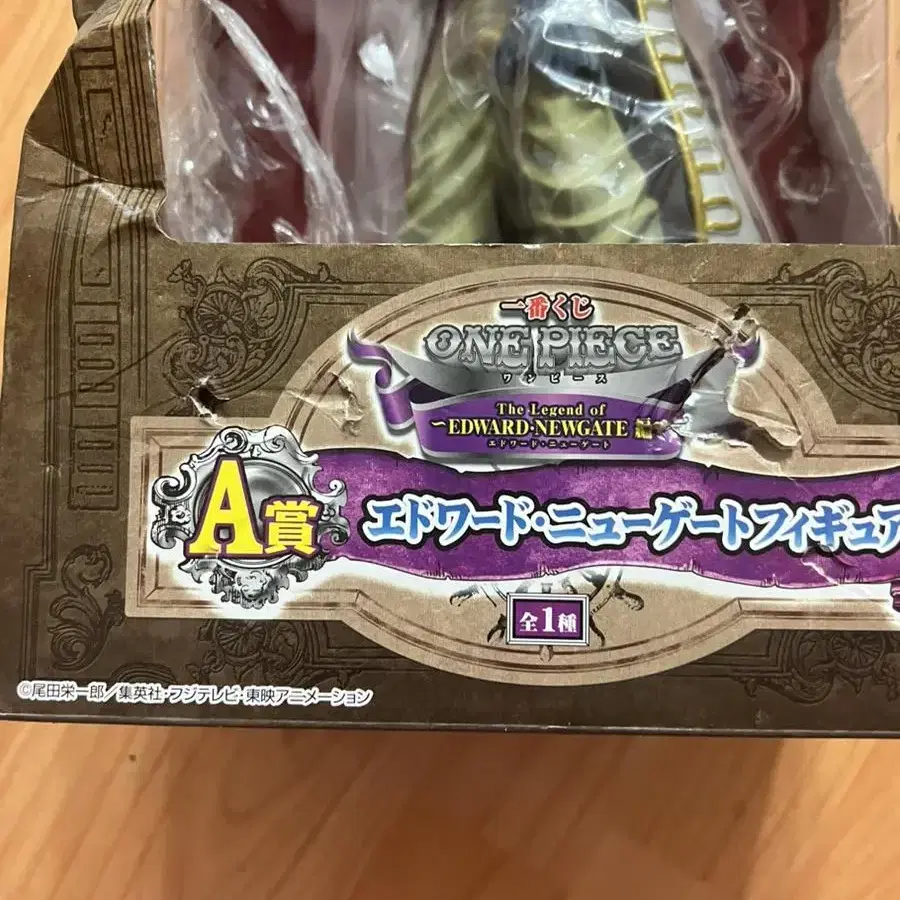 一番くじ
ONE PIECE
ワンピース
The Legend of
~EDWARD·NEWGATE 編~
エドワード・ニューゲート
A賞
エドワード・ニューゲートフィギュア
全1種
©尾田栄一郎／集英社・フジテレビ・東映アニメーション